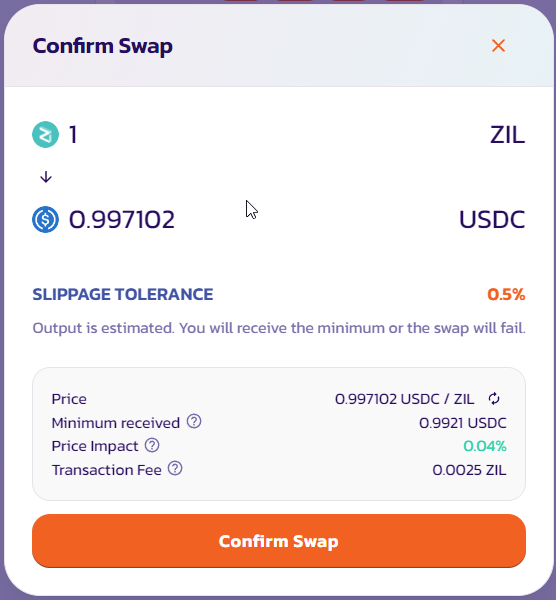 Confirm Swap
1 ZIL
0.997102 USDC
SLIPPAGE TOLERANCE 0.5%
Output is estimated. You will receive the minimum or the swap will fail.
Price 0.997102 USDC / ZIL
Minimum received 0.9921 USDC
Price Impact 0.04%
Transaction Fee 0.0025 ZIL
Confirm Swap